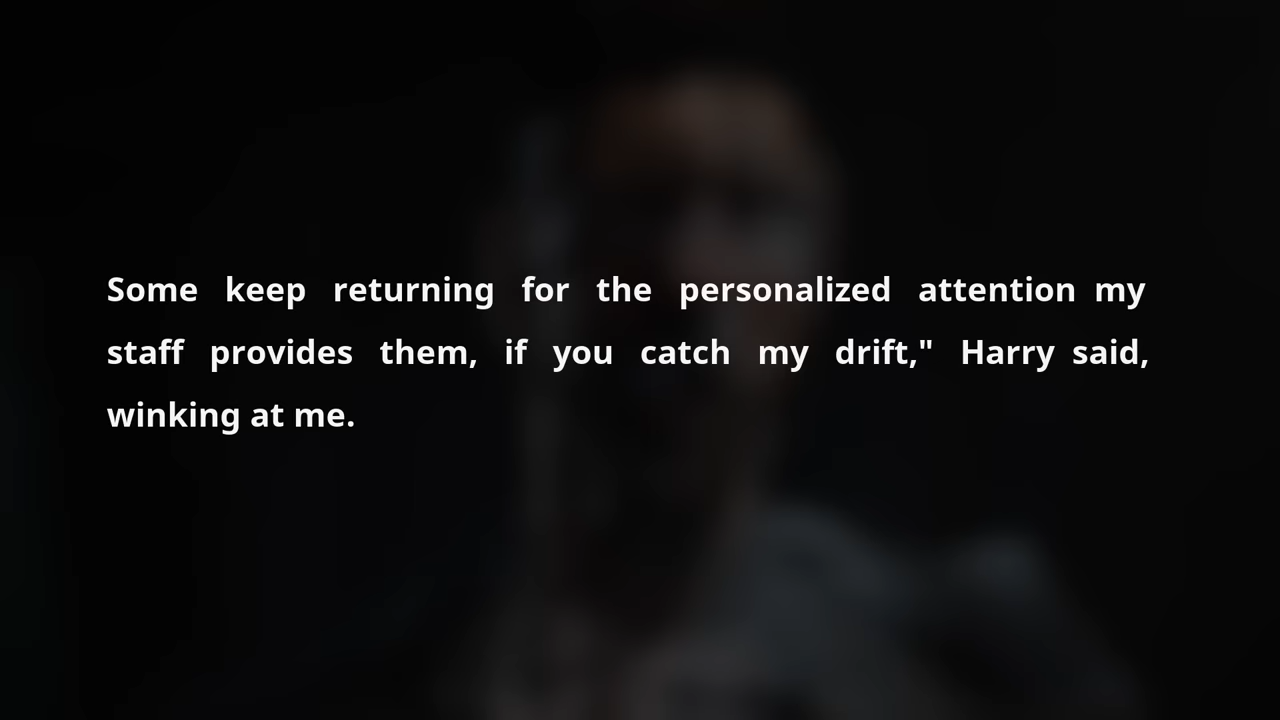 Some keep returning for the personalized attention my
staff provides them, if you catch my drift," Harry said,
winking at me.